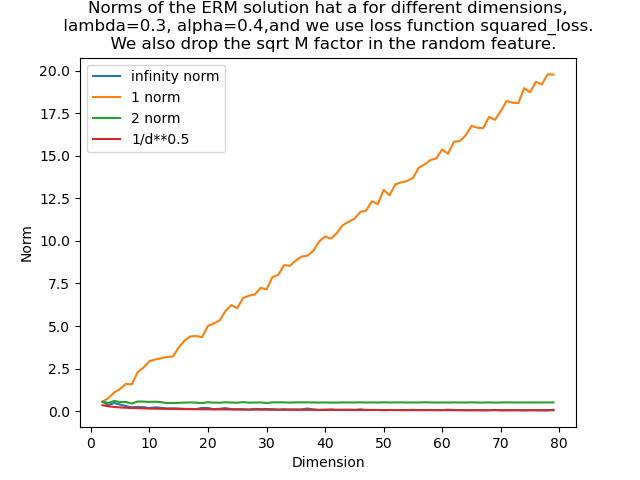 Norms of the ERM solution hat a for different dimensions,
lambda=0.3, alpha=0.4,and we use loss function squared_loss.
We also drop the sqrt M factor in the random feature.
infinity norm
1 norm
2 norm
1/d**0.5
20.0
17.5
15.0
12.5
10.0
7.5
5.0
2.5
0.0
Norm
0 10 20 30 40 50 60 70 80
Dimension